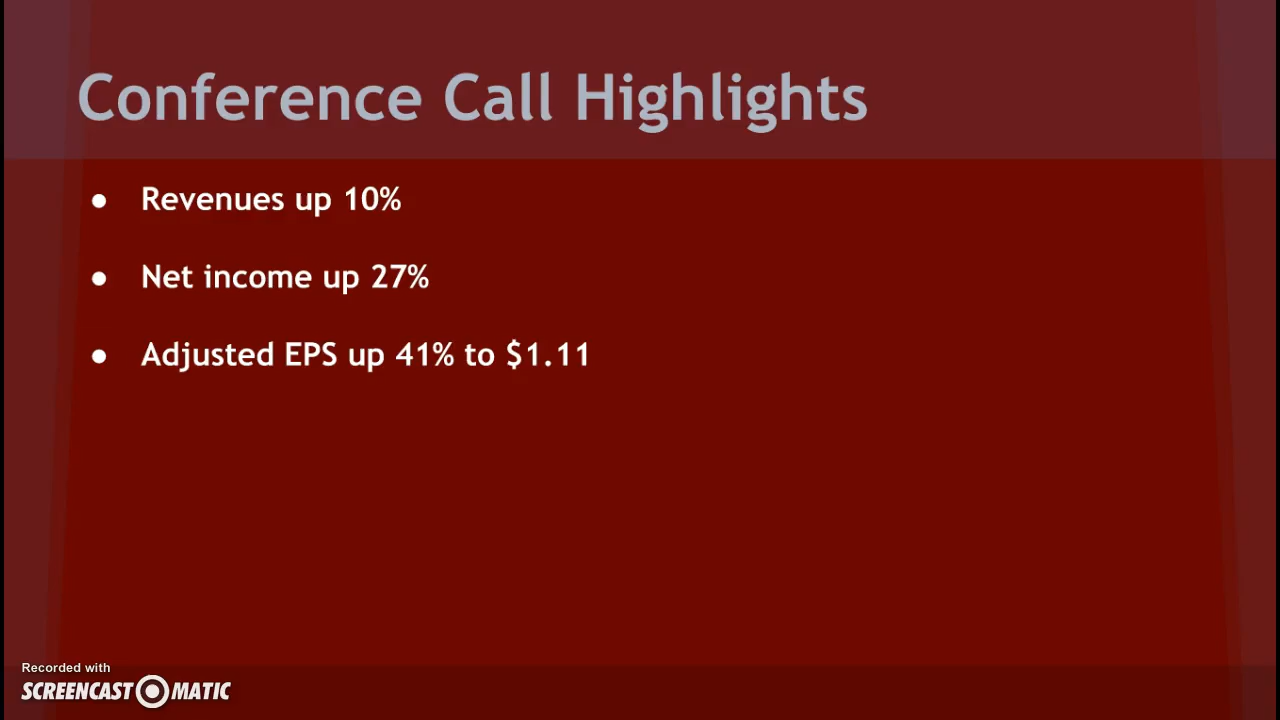 Conference Call Highlights
● Revenues up 10%
● Net income up 27%
● Adjusted EPS up 41% to $1.11
Recorded with
SCREENCAST MATIC